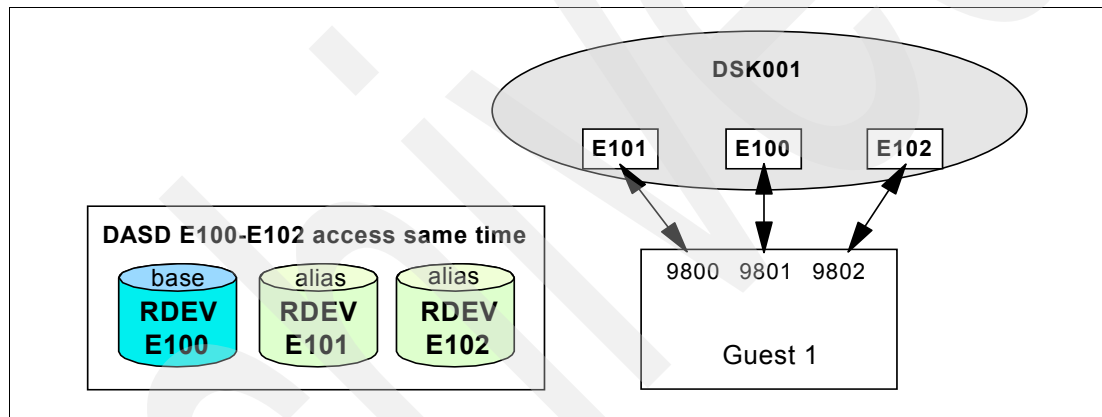 DSK001
E101 E100 E102
DASD E100-E102 access same time
base alias alias
RDEV RDEV RDEV
E100 E101 E102
9800 9801 9802
Guest 1